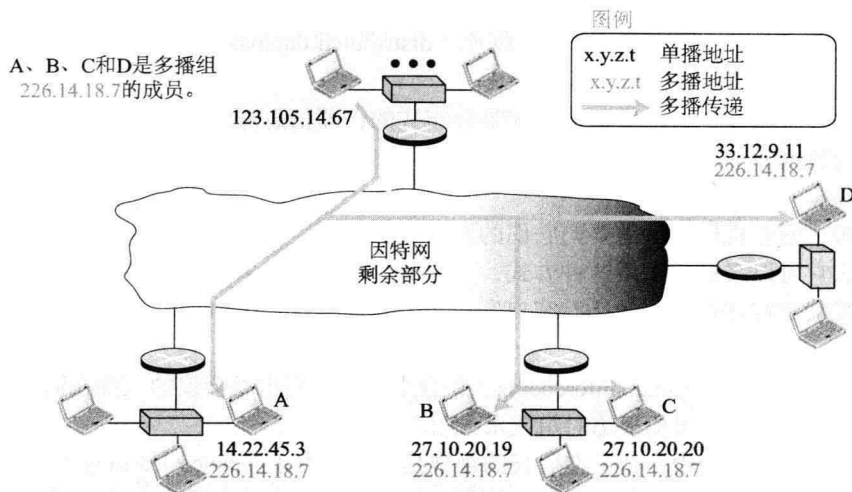 图例
x.y.z.t 单播地址
x.y.z.t 多播地址
多播传递
A、B、C和D是多播组
226.14.18.7的成员。
123.105.14.67
33.12.9.11
226.14.18.7
D
因特网
剩余部分
A
14.22.45.3
226.14.18.7
B
27.10.20.19
226.14.18.7
C
27.10.20.20
226.14.18.7